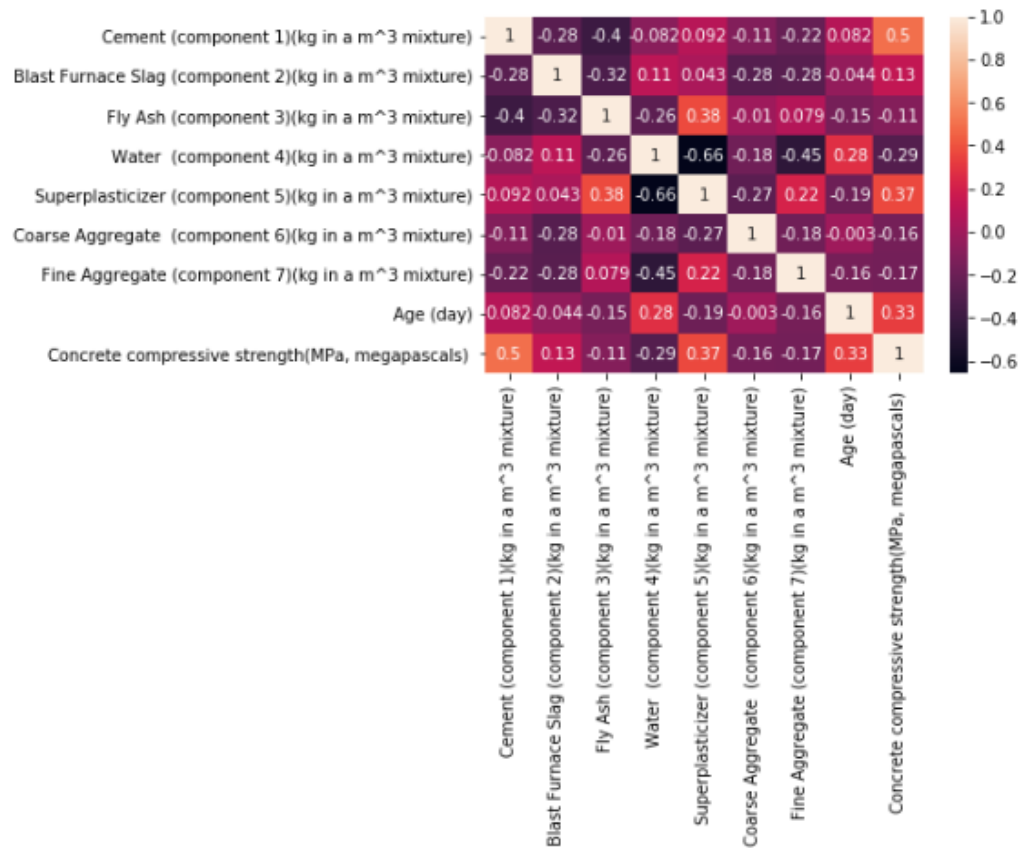 Cement (component 1)(kg in a m^3 mixture) 1 -0.28 -0.4 -0.082 0.092 -0.11 -0.22 0.082 0.5
Blast Furnace Slag (component 2)(kg in a m^3 mixture) -0.28 1 -0.32 0.11 0.043 -0.28 -0.28 -0.044 0.13
Fly Ash (component 3)(kg in a m^3 mixture) -0.4 -0.32 1 -0.26 0.38 -0.01 0.079 -0.15 -0.11
Water (component 4)(kg in a m^3 mixture) -0.082 0.11 -0.26 1 -0.66 -0.18 -0.45 0.28 -0.29
Superplasticizer (component 5)(kg in a m^3 mixture) 0.092 0.043 0.38 -0.66 1 -0.27 0.22 -0.19 0.37
Coarse Aggregate (component 6)(kg in a m^3 mixture) -0.11 -0.28 -0.01 -0.18 -0.27 1 -0.18 -0.003 -0.16
Fine Aggregate (component 7)(kg in a m^3 mixture) -0.22 -0.28 0.079 -0.45 0.22 -0.18 1 -0.16 -0.17
Age (day) 0.082 -0.044 -0.15 0.28 -0.19 -0.003 -0.16 1 0.33
Concrete compressive strength(MPa, megapascals) 0.5 0.13 -0.11 -0.29 0.37 -0.16 -0.17 0.33 1
Cement (component 1)(kg in a m^3 mixture)
Blast Furnace Slag (component 2)(kg in a m^3 mixture)
Fly Ash (component 3)(kg in a m^3 mixture)
Water (component 4)(kg in a m^3 mixture)
Superplasticizer (component 5)(kg in a m^3 mixture)
Coarse Aggregate (component 6)(kg in a m^3 mixture)
Fine Aggregate (component 7)(kg in a m^3 mixture)
Age (day)
Concrete compressive strength(MPa, megapascals)
1.0
0.8
0.6
0.4
0.2
0.0
−0.2
−0.4
−0.6